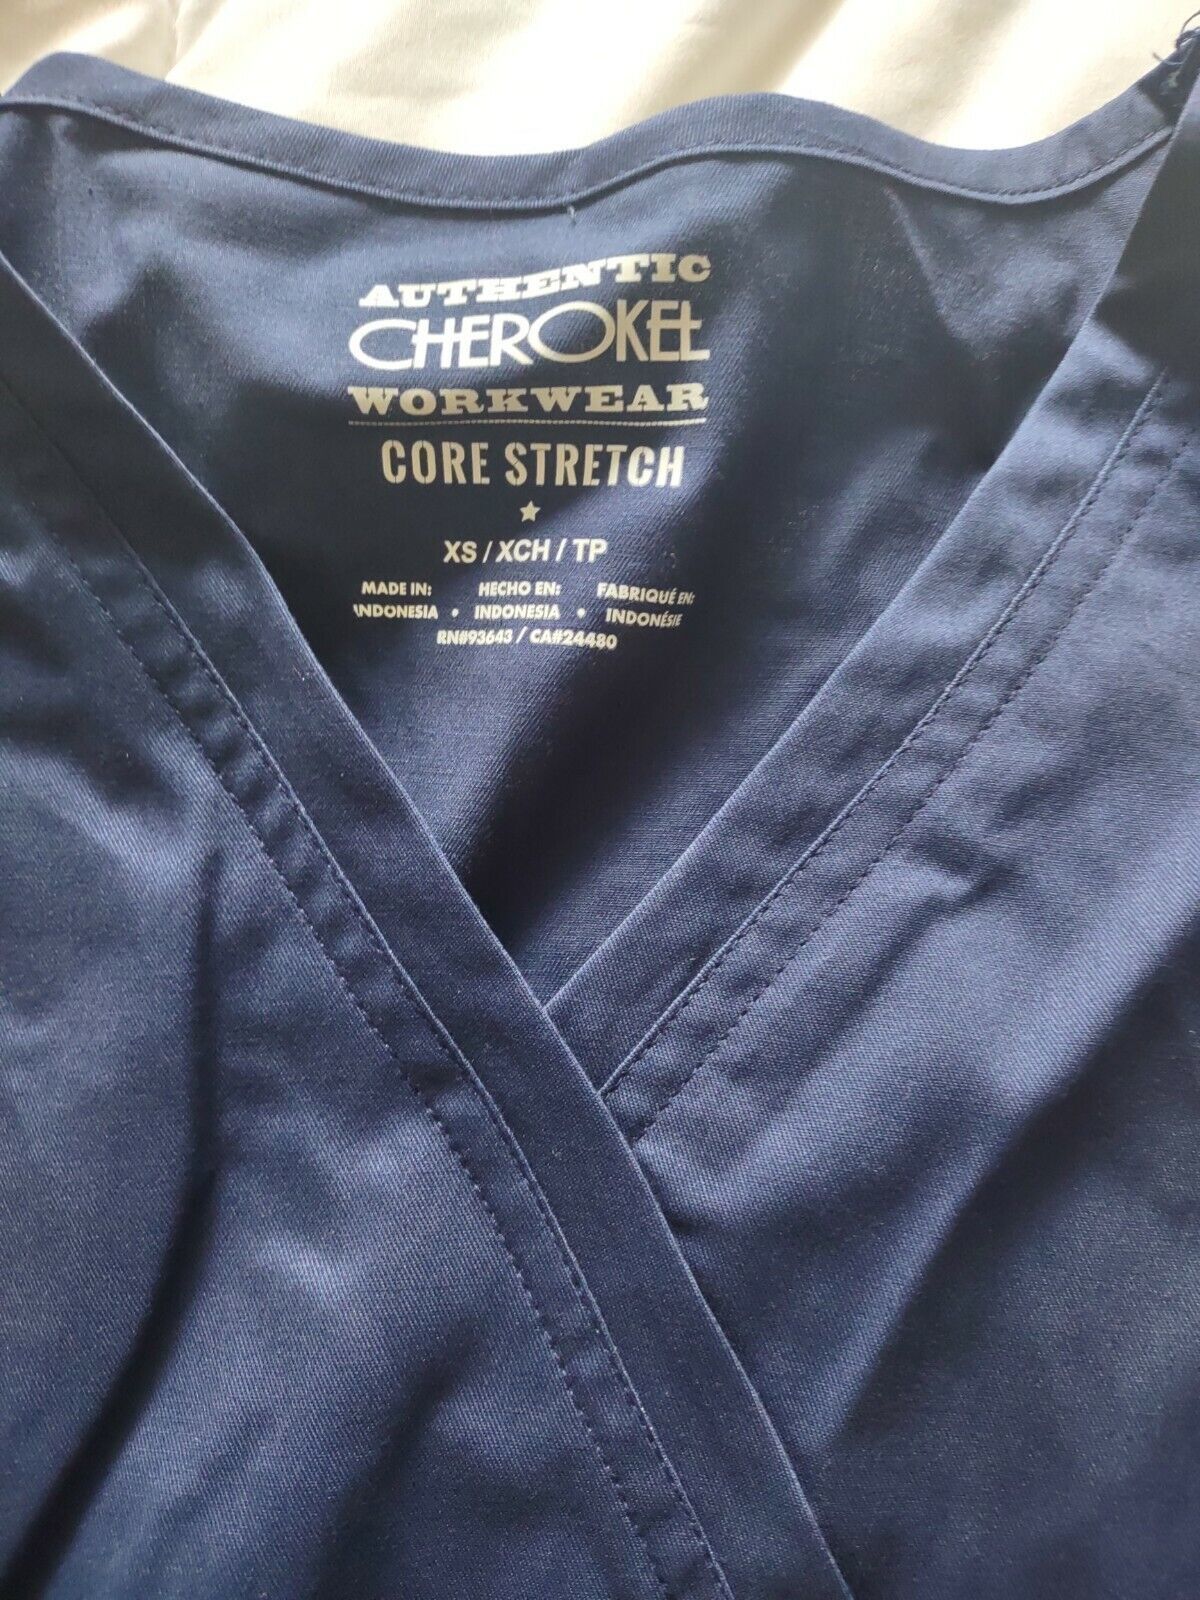 AUTHENTIC
CHEROKEE
WORKWEAR
CORE STRETCH
XS / XCH / TP
MADE IN: HECHO EN: FABRIQUÉ EN:
INDONESIA • INDONESIA • INDONÉSIE
RN#93643 / CA#24480